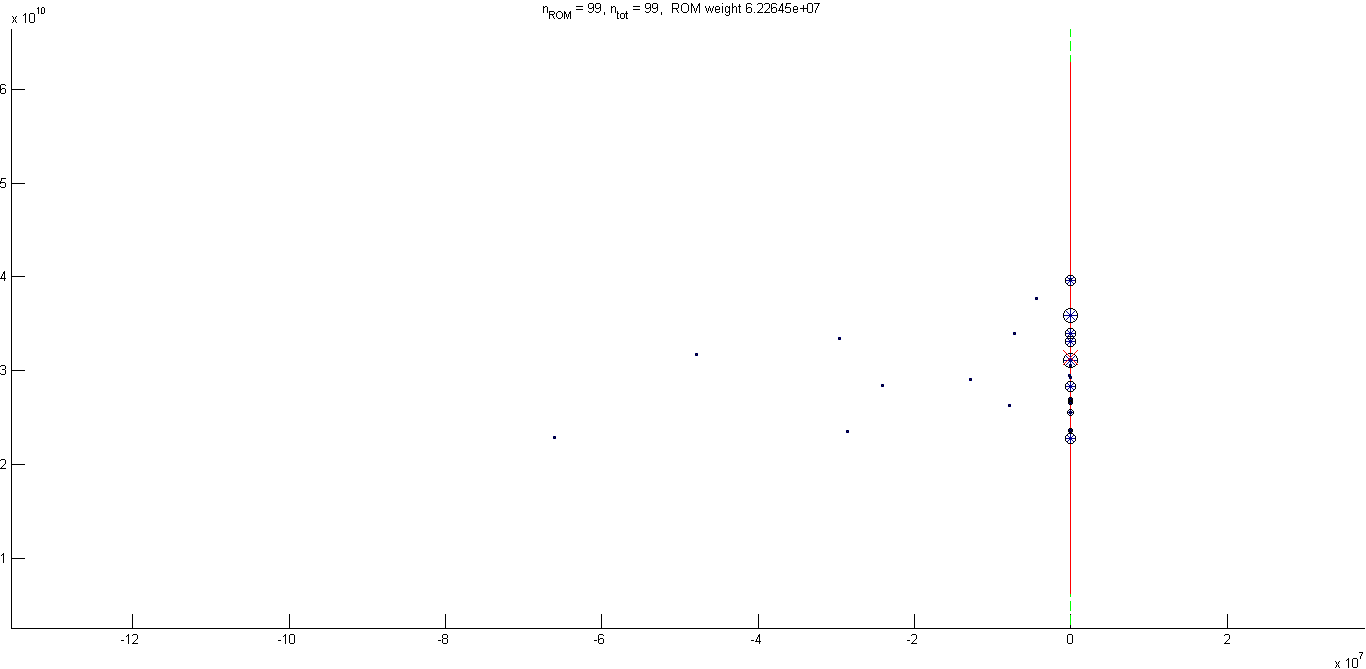 n_ROM = 99, n_tot = 99, ROM weight 6.22645e+07
x 10^10
6
5
4
3
2
1
-12 -10 -8 -6 -4 -2 0 2
x 10^7